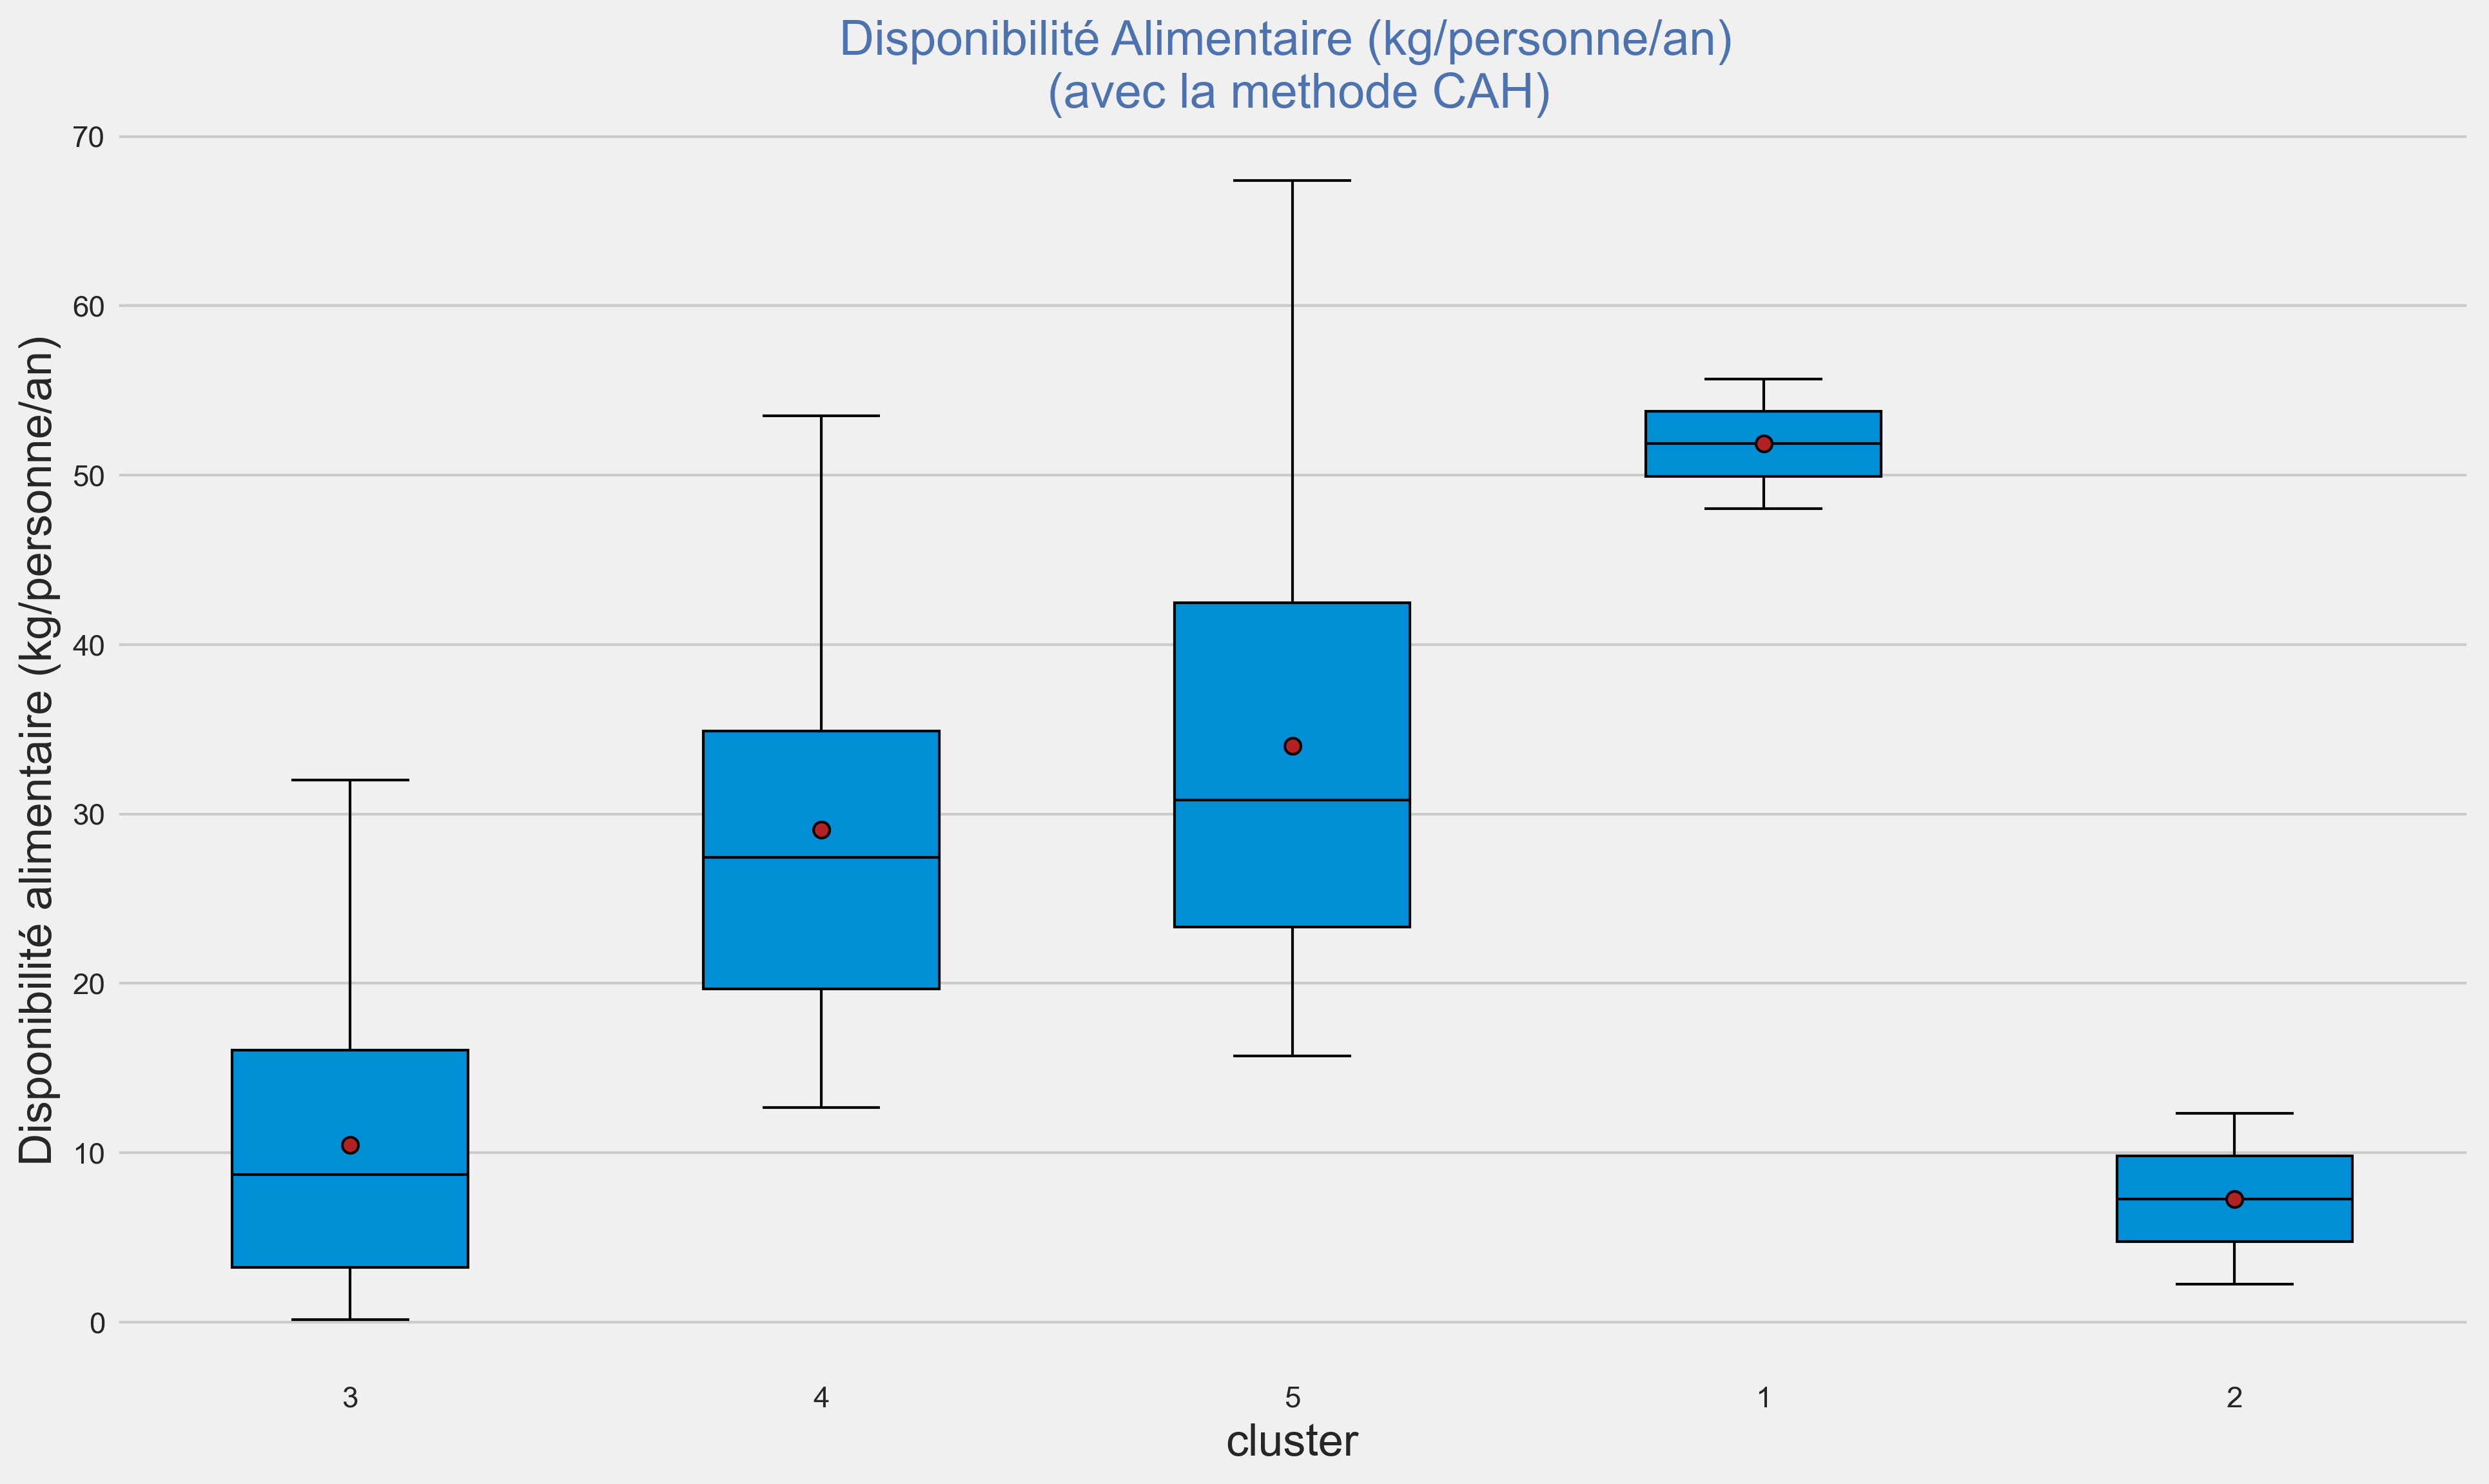 Disponibilité Alimentaire (kg/personne/an)
(avec la methode CAH)
Disponibilité alimentaire (kg/personne/an)
70
60
50
40
30
20
10
0
3 4 5 1 2
cluster